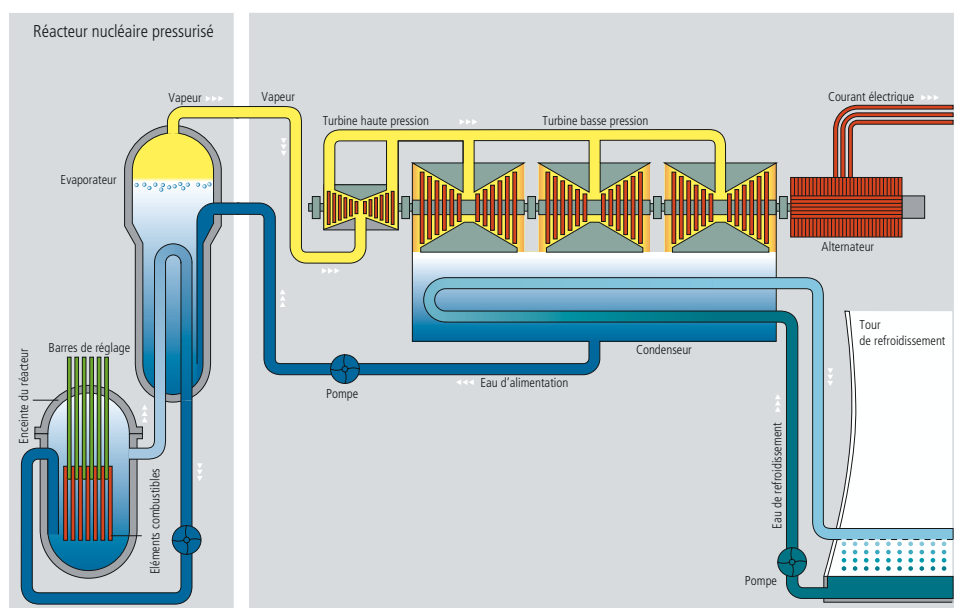 Réacteur nucléaire pressurisé
Vapeur
Vapeur
Courant électrique
Turbine haute pression
Turbine basse pression
Evaporateur
Alternateur
Tour
de refroidissement
Barres de réglage
Condenseur
Enceinte du réacteur
Eau d'alimentation
Pompe
Eléments combustibles
Eau de refroidissement
Pompe